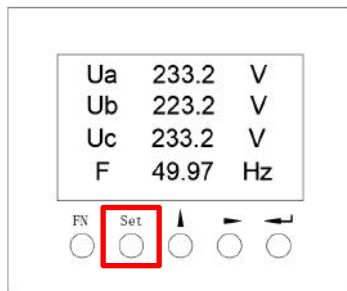 Ua 233.2 V
Ub 223.2 V
Uc 233.2 V
F 49.97 Hz
FN Set